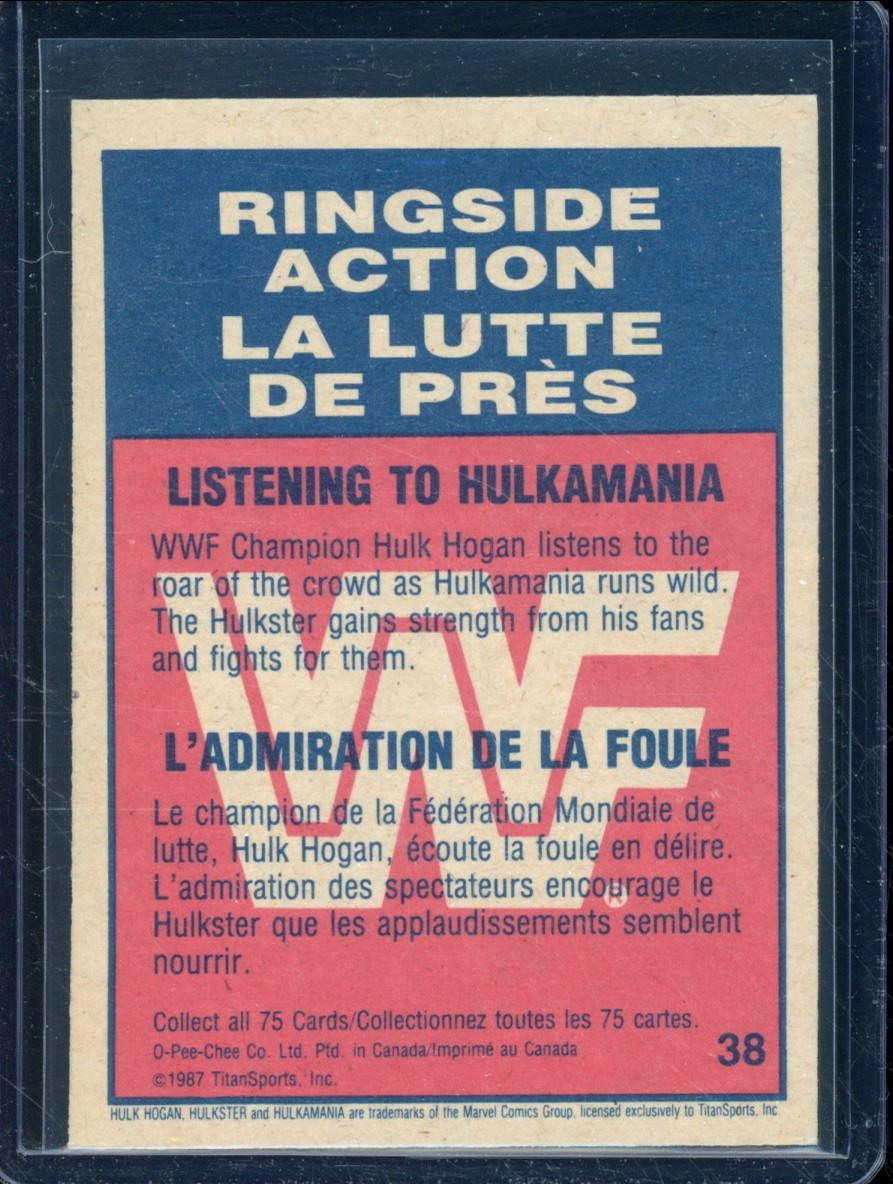 RINGSIDE
ACTION
LA LUTTE
DE PRÈS
LISTENING TO HULKAMANIA
WWF Champion Hulk Hogan listens to the
roar of the crowd as Hulkamania runs wild.
The Hulkster gains strength from his fans
and fights for them.
L'ADMIRATION DE LA FOULE
Le champion de la Fédération Mondiale de
lutte, Hulk Hogan, écoute la foule en délire.
L'admiration des spectateurs encourage le
Hulkster que les applaudissements semblent
nourrir.
Collect all 75 Cards/Collectionnez toutes les 75 cartes.
O-Pee-Chee Co. Ltd. Ptd. in Canada/Imprimé au Canada
©1987 TitanSports, Inc.
38
HULK HOGAN, HULKSTER and HULKAMANIA are trademarks of the Marvel Comics Group, licensed exclusively to TitanSports, Inc.
WF
®